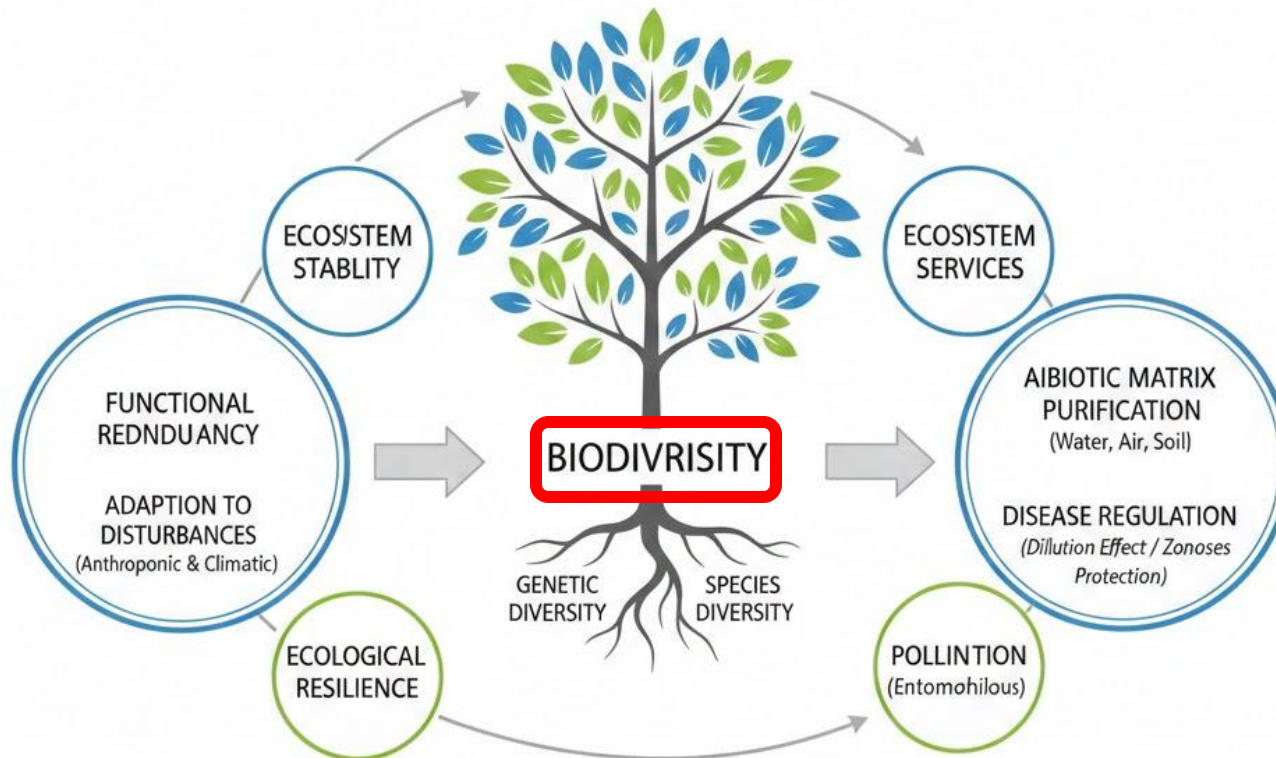 ECOSYSTEM
STABLITY
ECOSYSTEM
SERVICES
FUNCTIONAL
REDNDUANCY
ADAPTION TO
DISTURBANCES
(Anthroponic & Climatic)
BIODIVRISITY
AIBIOTIC MATRIX
PURIFICATION
(Water, Air, Soil)
DISEASE REGULATION
(Dillution Effect / Zonoses
Protection)
GENETIC
DIVERSITY
SPECIES
DIVERSITY
ECOLOGICAL
RESILIENCE
POLLINTION
(Entomohilous)